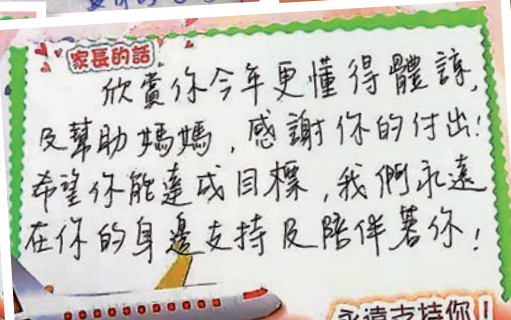 家長的話
欣賞你今年更懂得體諒,
及幫助媽媽,感謝你的付出!
希望你能達成目標,我們永遠
在你的身邊支持及陪伴著你!
永遠支持你!